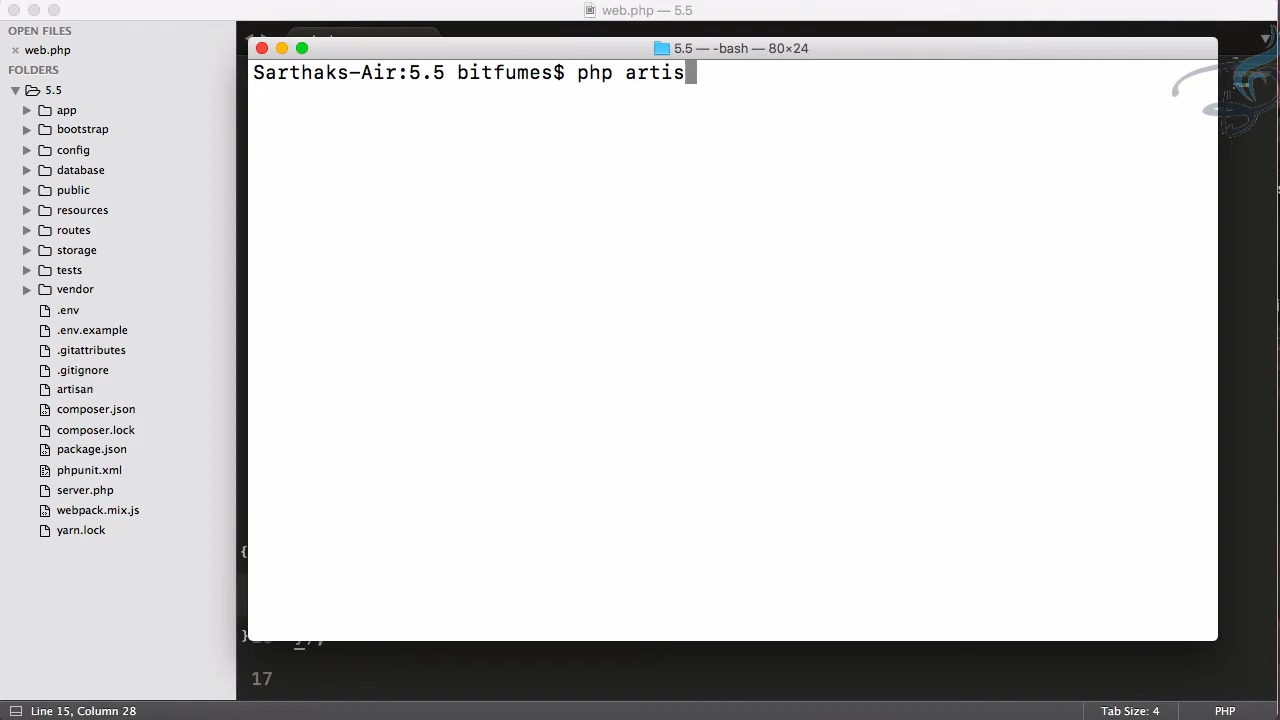 web.php — 5.5
OPEN FILES
web.php
FOLDERS
5.5
app
bootstrap
config
database
public
resources
routes
storage
tests
vendor
.env
.env.example
.gitattributes
.gitignore
artisan
composer.json
composer.lock
package.json
phpunit.xml
server.php
webpack.mix.js
yarn.lock
5.5 — -bash — 80×24
Sarthaks-Air:5.5 bitfumes$ php artis
{
}
17
Line 15, Column 28
Tab Size: 4
PHP